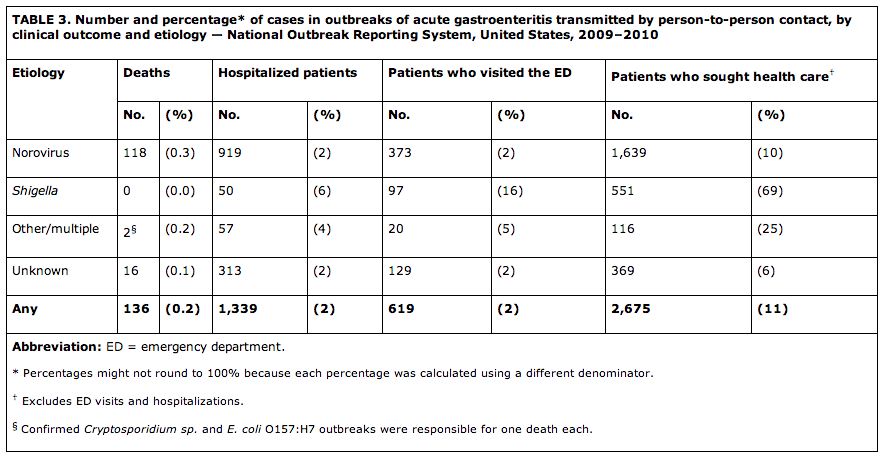 TABLE 3. Number and percentage* of cases in outbreaks of acute gastroenteritis transmitted by person-to-person contact, by
clinical outcome and etiology — National Outbreak Reporting System, United States, 2009–2010
Etiology Deaths Hospitalized patients Patients who visited the ED Patients who sought health care†
No. (%) No. (%) No. (%) No. (%)
Norovirus 118 (0.3) 919 (2) 373 (2) 1,639 (10)
Shigella 0 (0.0) 50 (6) 97 (16) 551 (69)
Other/multiple 2§ (0.2) 57 (4) 20 (5) 116 (25)
Unknown 16 (0.1) 313 (2) 129 (2) 369 (6)
Any 136 (0.2) 1,339 (2) 619 (2) 2,675 (11)
Abbreviation: ED = emergency department.
* Percentages might not round to 100% because each percentage was calculated using a different denominator.
† Excludes ED visits and hospitalizations.
§ Confirmed Cryptosporidium sp. and E. coli O157:H7 outbreaks were responsible for one death each.